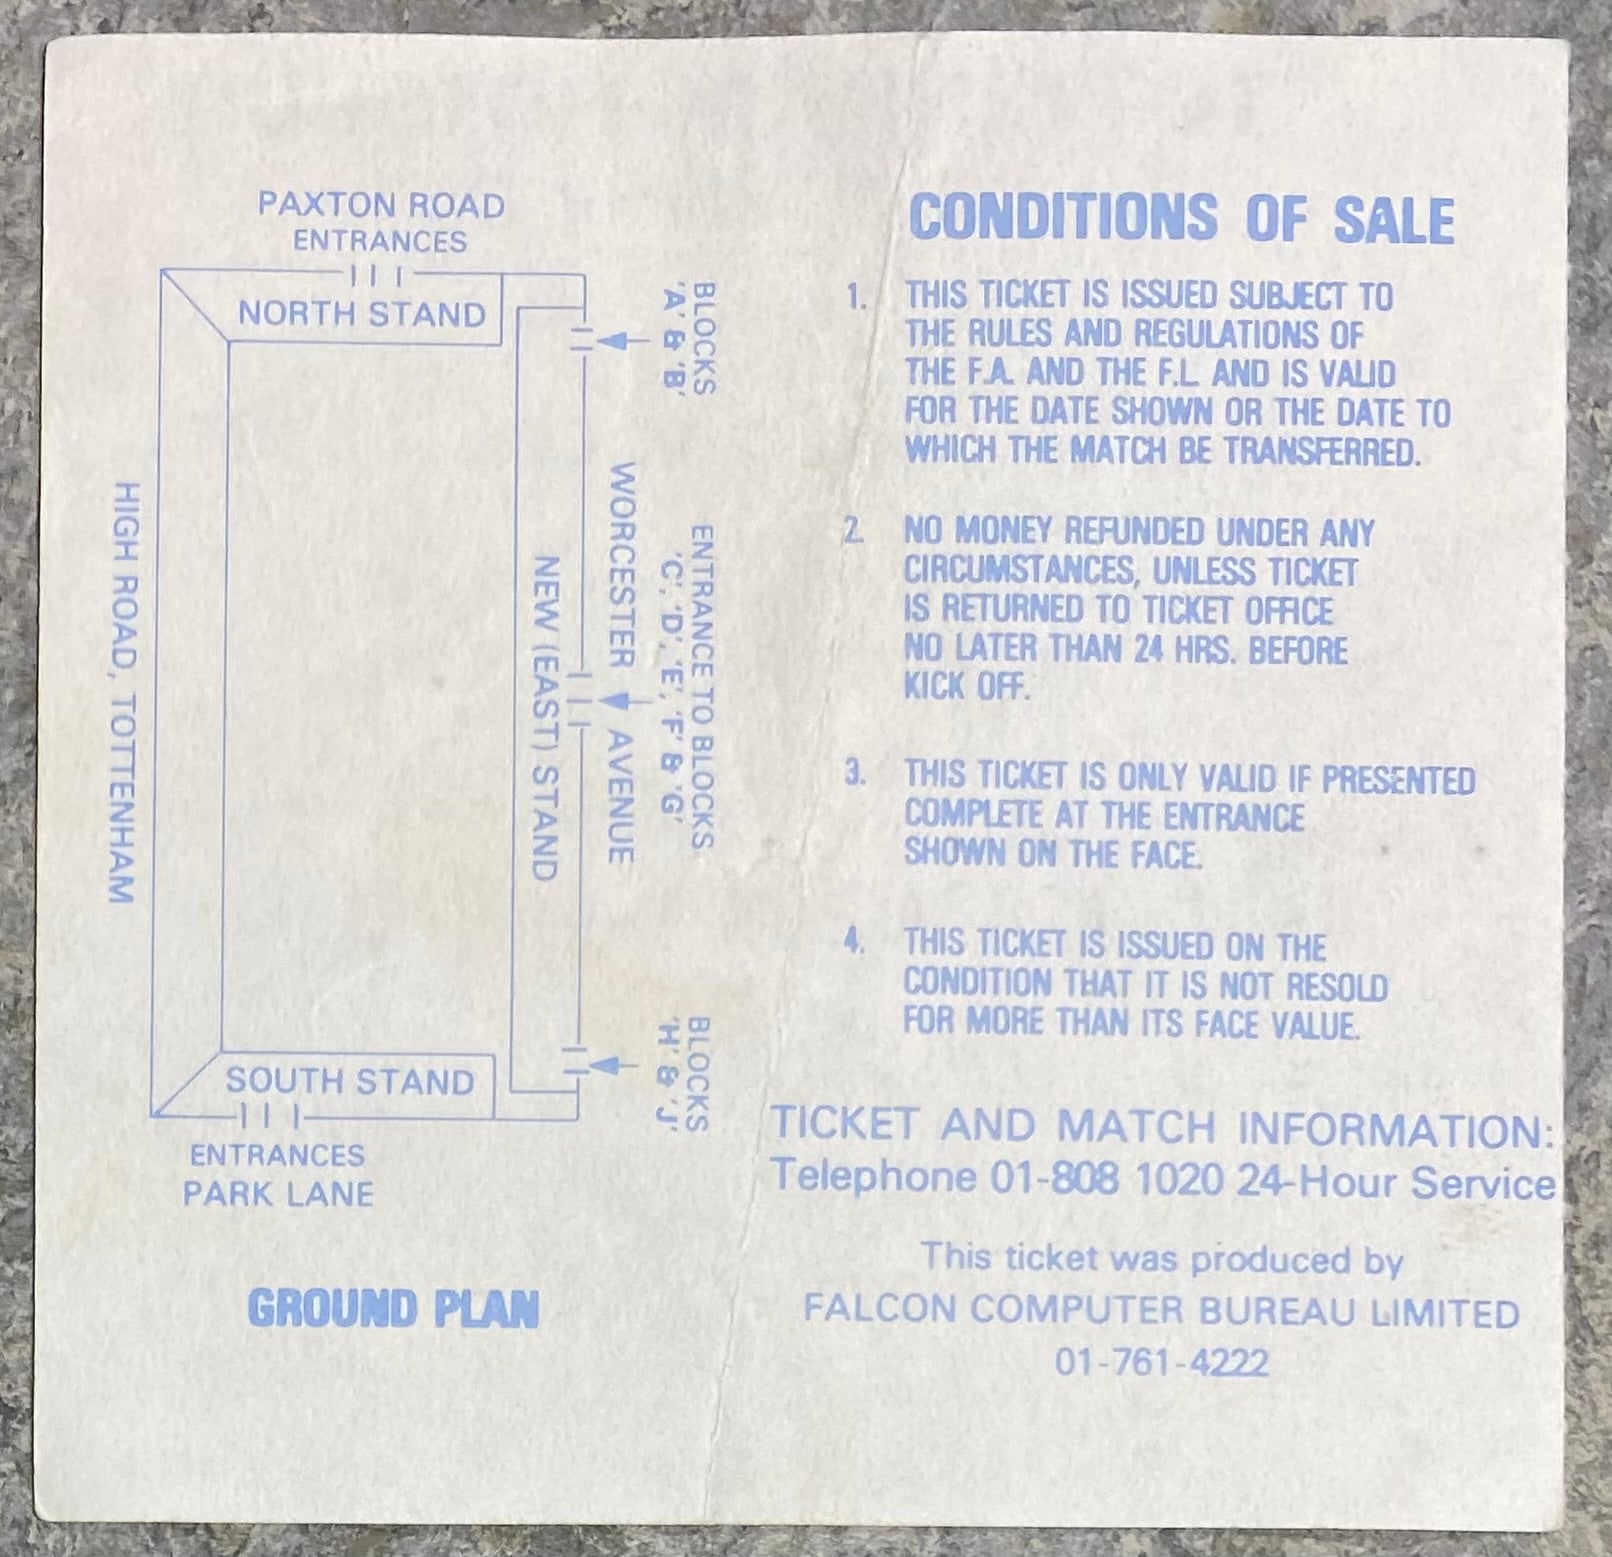 PAXTON ROAD
ENTRANCES
NORTH STAND
BLOCKS
'A' & 'B'
HIGH ROAD, TOTTENHAM
NEW (EAST) STAND
WORCESTER AVENUE
ENTRANCE TO BLOCKS
'C', 'D', 'E', 'F' & 'G'
BLOCKS
'H' & 'J'
SOUTH STAND
ENTRANCES
PARK LANE
GROUND PLAN
CONDITIONS OF SALE
1. THIS TICKET IS ISSUED SUBJECT TO
THE RULES AND REGULATIONS OF
THE F.A. AND THE F.L. AND IS VALID
FOR THE DATE SHOWN OR THE DATE TO
WHICH THE MATCH BE TRANSFERRED.
2. NO MONEY REFUNDED UNDER ANY
CIRCUMSTANCES, UNLESS TICKET
IS RETURNED TO TICKET OFFICE
NO LATER THAN 24 HRS. BEFORE
KICK OFF.
3. THIS TICKET IS ONLY VALID IF PRESENTED
COMPLETE AT THE ENTRANCE
SHOWN ON THE FACE.
4. THIS TICKET IS ISSUED ON THE
CONDITION THAT IT IS NOT RESOLD
FOR MORE THAN ITS FACE VALUE.
TICKET AND MATCH INFORMATION:
Telephone 01-808 1020 24-Hour Service
This ticket was produced by
FALCON COMPUTER BUREAU LIMITED
01-761-4222